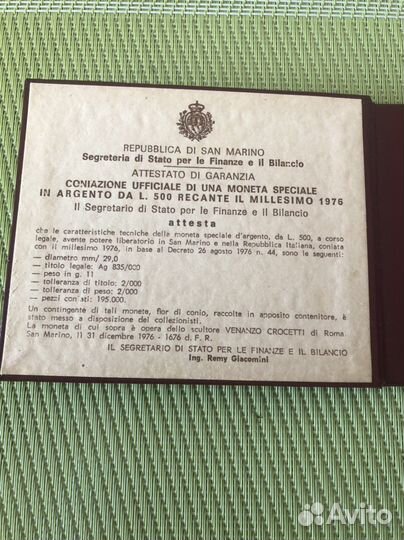 REPUBBLICA DI SAN MARINO
Segreteria di Stato per le Finanze e il Bilancio
ATTESTATO DI GARANZIA
CONIAZIONE UFFICIALE DI UNA MONETA SPECIALE
IN ARGENTO DA L. 500 RECANTE IL MILLESIMO 1976
Il Segretario di Stato per le Finanze e il Bilancio
attesta
che le caratteristiche tecniche della moneta speciale d'argento, da L. 500, a corso
legale, avente potere liberatorio in San Marino e nella Repubblica Italiana, coniata
con il millesimo 1976, in base al Decreto 26 agosto 1976 n. 44, sono le seguenti:
— diametro mm/ 29,0
— titolo legale: Ag 835/000
— peso in g. 11
— tolleranza di titolo: 2/000
— tolleranza di peso: 2/000
— pezzi coniati: 195.000.
Un contingente di tali monete, fior di conio, raccolte in apposito contenitore, è
stato messo a disposizione dei collezionisti.
La moneta di cui sopra è opera dello scultore VENANZO CROCETTI di Roma.
San Marino, li 31 dicembre 1976 - 1676 d. F. R.
IL SEGRETARIO DI STATO PER LE FINANZE E IL BILANCIO
Ing. Remy Giacomini
Avito